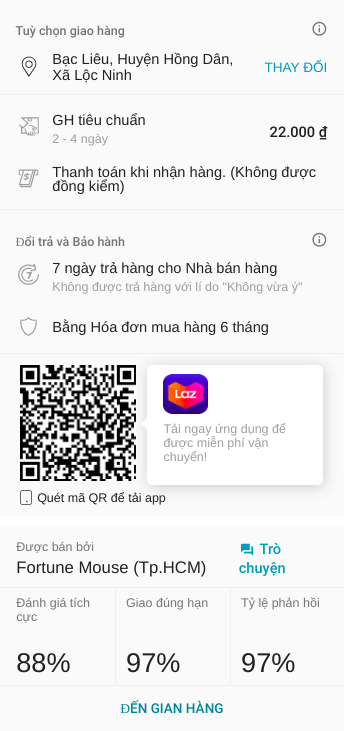 Tuỳ chọn giao hàng
Bạc Liêu, Huyện Hồng Dân,
Xã Lộc Ninh
THAY ĐỔI
GH tiêu chuẩn
2 - 4 ngày
22.000 ₫
Thanh toán khi nhận hàng. (Không được
đồng kiểm)
Đổi trả và Bảo hành
7 ngày trả hàng cho Nhà bán hàng
Không được trả hàng với lí do "Không vừa ý"
7
Bằng Hóa đơn mua hàng 6 tháng
Laz
Tải ngay ứng dụng để
được miễn phí vận
chuyển!
Quét mã QR để tải app
Được bán bởi
Fortune Mouse (Tp.HCM)
Trò
chuyện
Đánh giá tích
cực
88%
Giao đúng hạn
97%
Tỷ lệ phản hồi
97%
ĐẾN GIAN HÀNG